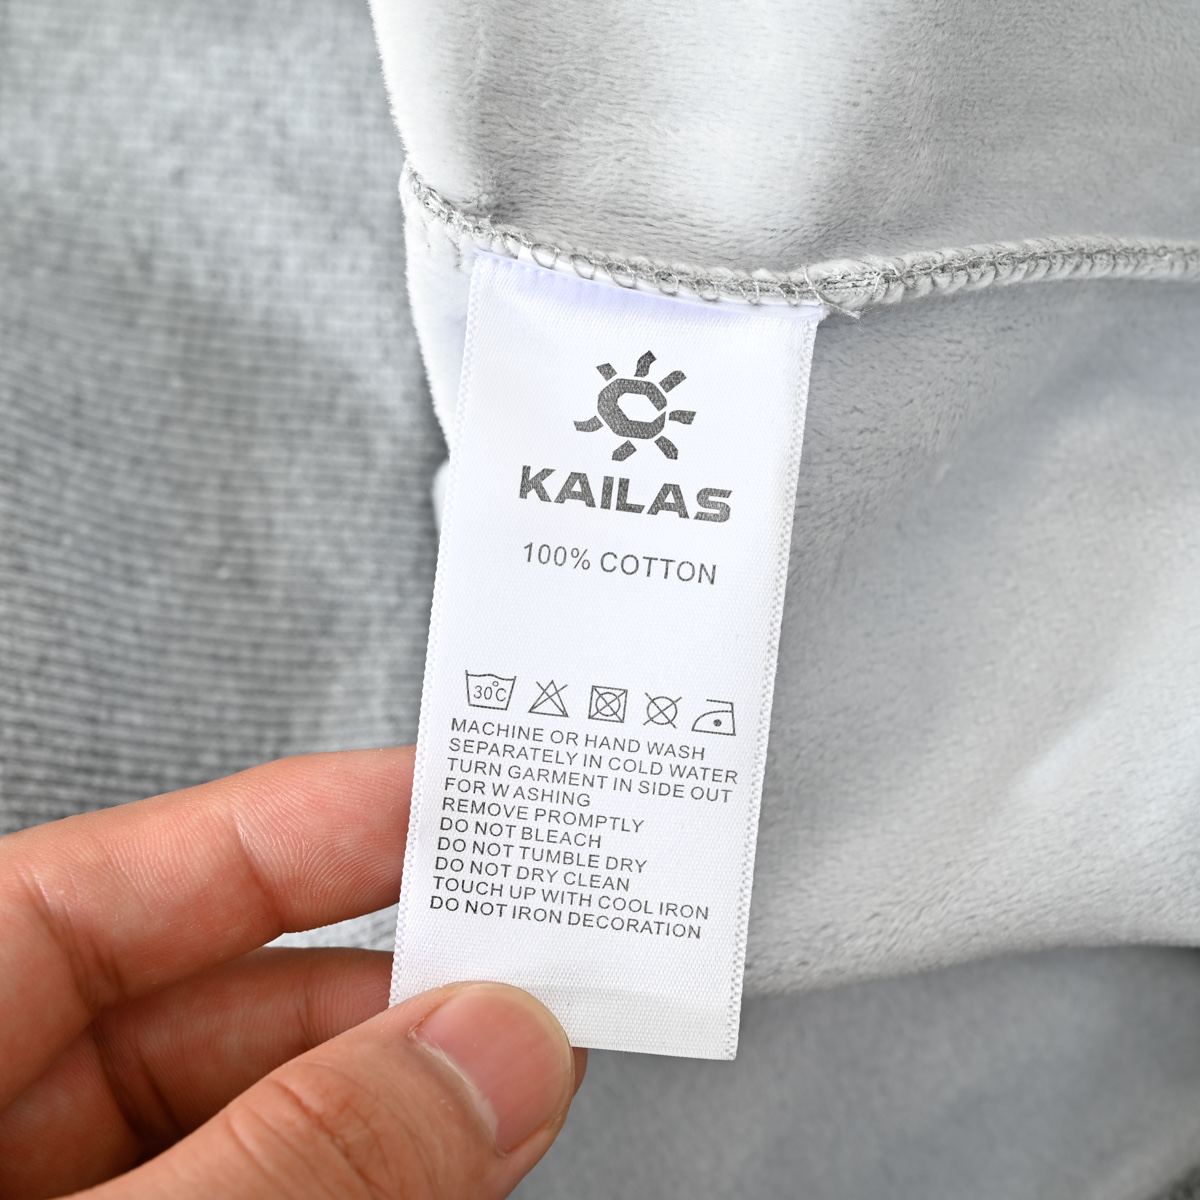 KAILAS
100% COTTON
30°C
MACHINE OR HAND WASH
SEPARATELY IN COLD WATER
TURN GARMENT IN SIDE OUT
FOR W ASHING
REMOVE PROMPTLY
DO NOT BLEACH
DO NOT TUMBLE DRY
DO NOT DRY CLEAN
TOUCH UP WITH COOL IRON
DO NOT IRON DECORATION